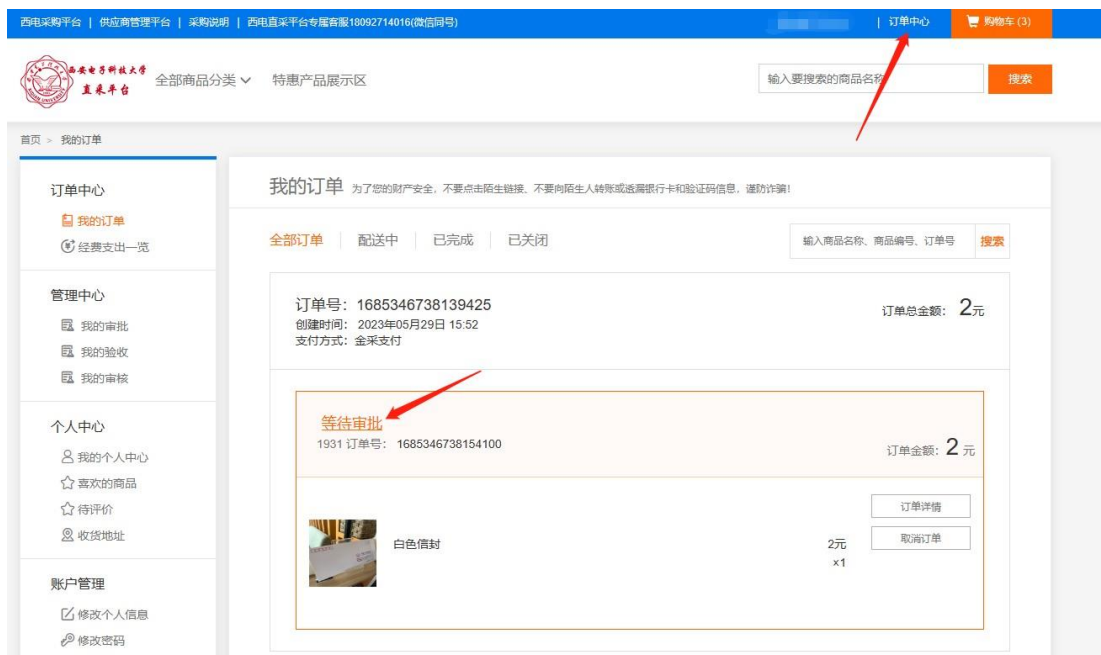 西电采购平台 | 供应商管理平台 | 采购说明 | 西电直采平台专属客服18092714016(微信同号)
| 订单中心 购物车 (3)
西安电子科技大学
直采平台
全部商品分类 特惠产品展示区
输入要搜索的商品名称 搜索
首页 > 我的订单
订单中心
我的订单
经费支出一览
管理中心
我的审批
我的验收
我的审核
个人中心
我的个人中心
喜欢的商品
待评价
收货地址
账户管理
修改个人信息
修改密码
我的订单 为了您的财产安全，不要点击陌生链接、不要向陌生人转账或透漏银行卡和验证码信息，谨防诈骗!
全部订单 配送中 已完成 已关闭
输入商品名称、商品编号、订单号 搜索
订单号: 1685346738139425
订单总金额: 2元
创建时间: 2023年05月29日 15:52
支付方式: 金采支付
等待审批
1931 订单号: 1685346738154100
订单金额: 2 元
订单详情
白色信封
2元
取消订单
×1